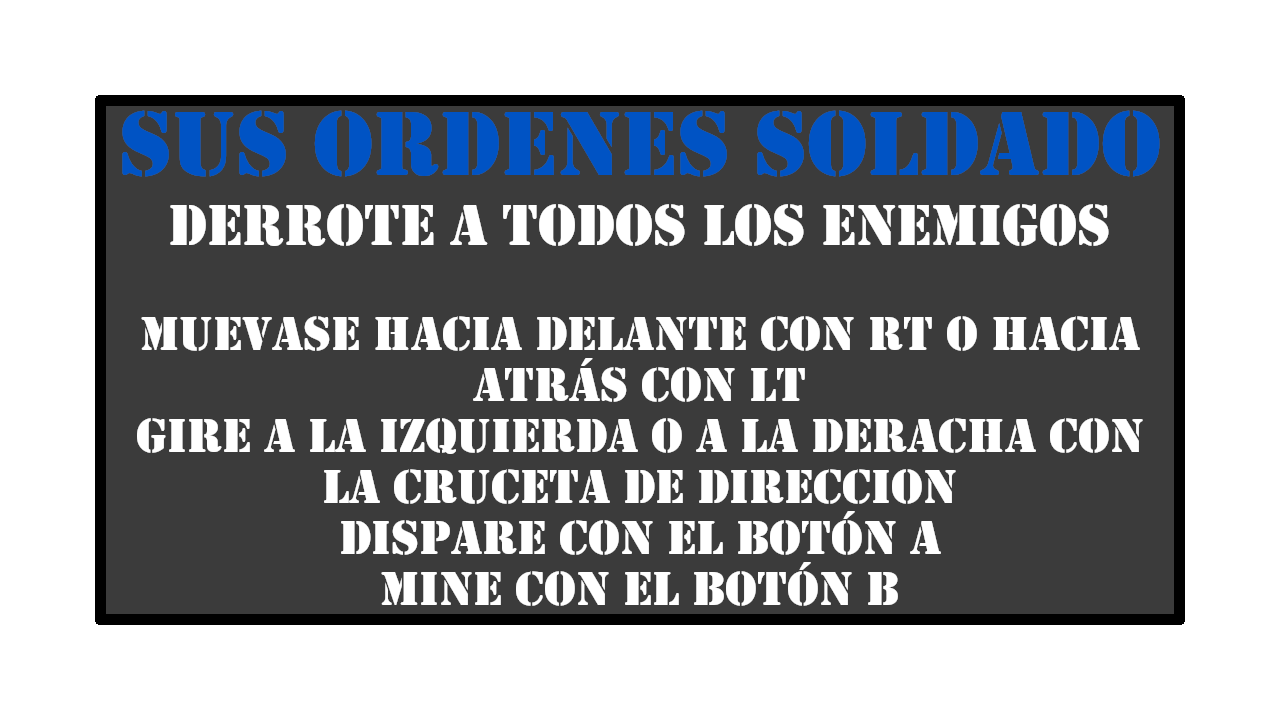 SUS ORDENES SOLDADO
DERROTE A TODOS LOS ENEMIGOS
MUEVASE HACIA DELANTE CON RT O HACIA
ATRÁS CON LT
GIRE A LA IZQUIERDA O A LA DERACHA CON
LA CRUCETA DE DIRECCION
DISPARE CON EL BOTÓN A
MINE CON EL BOTÓN B